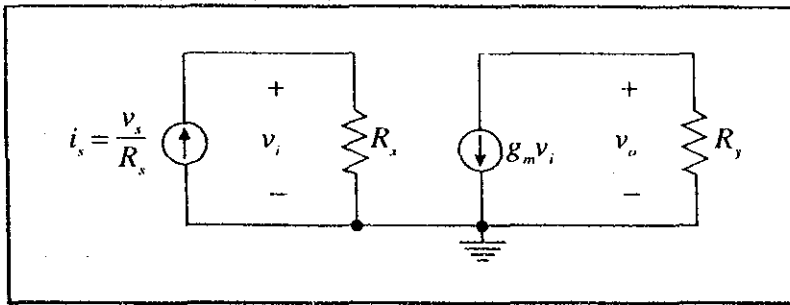 i_s = v_s / R_s
+
v_i
−
R_x
g_m v_i
+
v_o
−
R_y